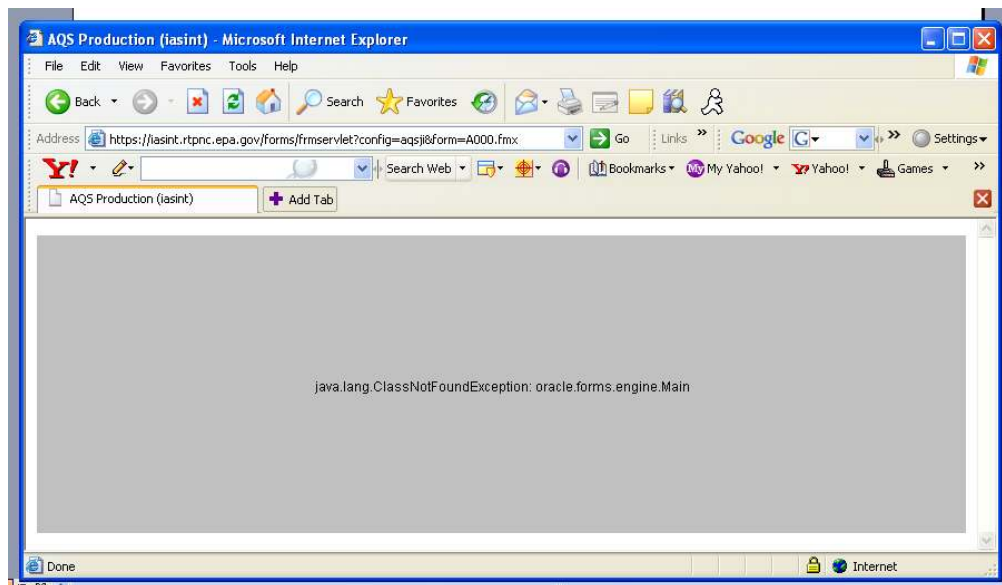 AQS Production (iasint) - Microsoft Internet Explorer
File Edit View Favorites Tools Help
Back Search Favorites
Address https://iasint.rtpnc.epa.gov/forms/frmservlet?config=aqsji&form=A000.fmx Go Links » Google G Settings
Y! Search Web Bookmarks My My Yahoo! Y? Yahoo! Games »
AQS Production (iasint) Add Tab
java.lang.ClassNotFoundException: oracle.forms.engine.Main
Done Internet